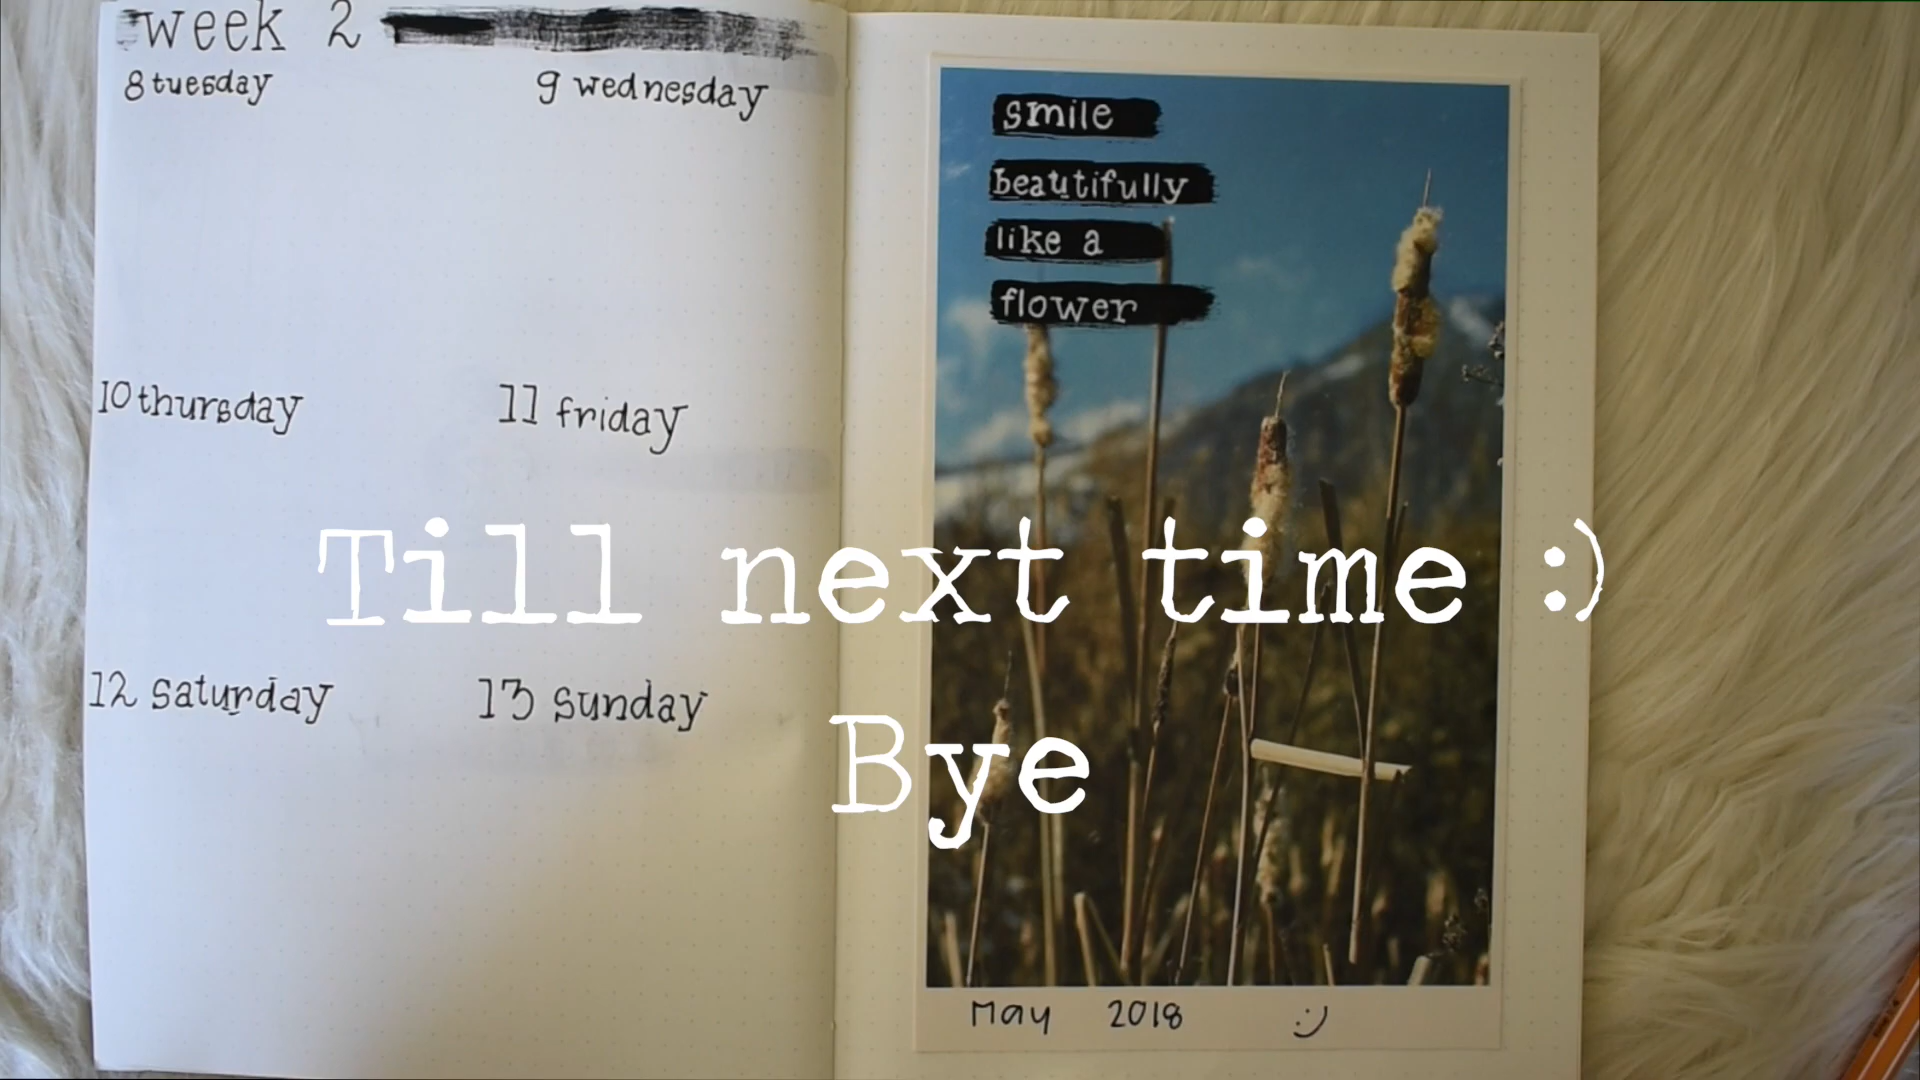 week 2
8 tuesday
9 wednesday
10 thursday
11 friday
12 saturday
13 sunday
smile
beautifully
like a
flower
May 2018 :)
Till next time :)
Bye